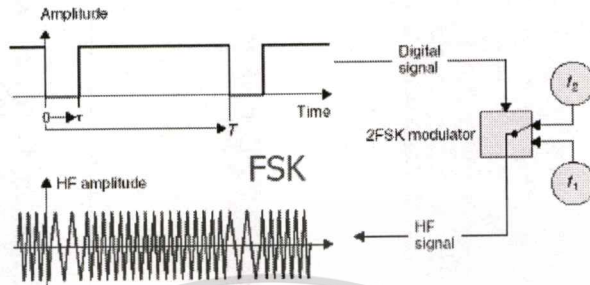 Amplitude
Digital
signal
f2
Time
0
τ
T
2FSK modulator
FSK
f1
HF amplitude
HF
signal